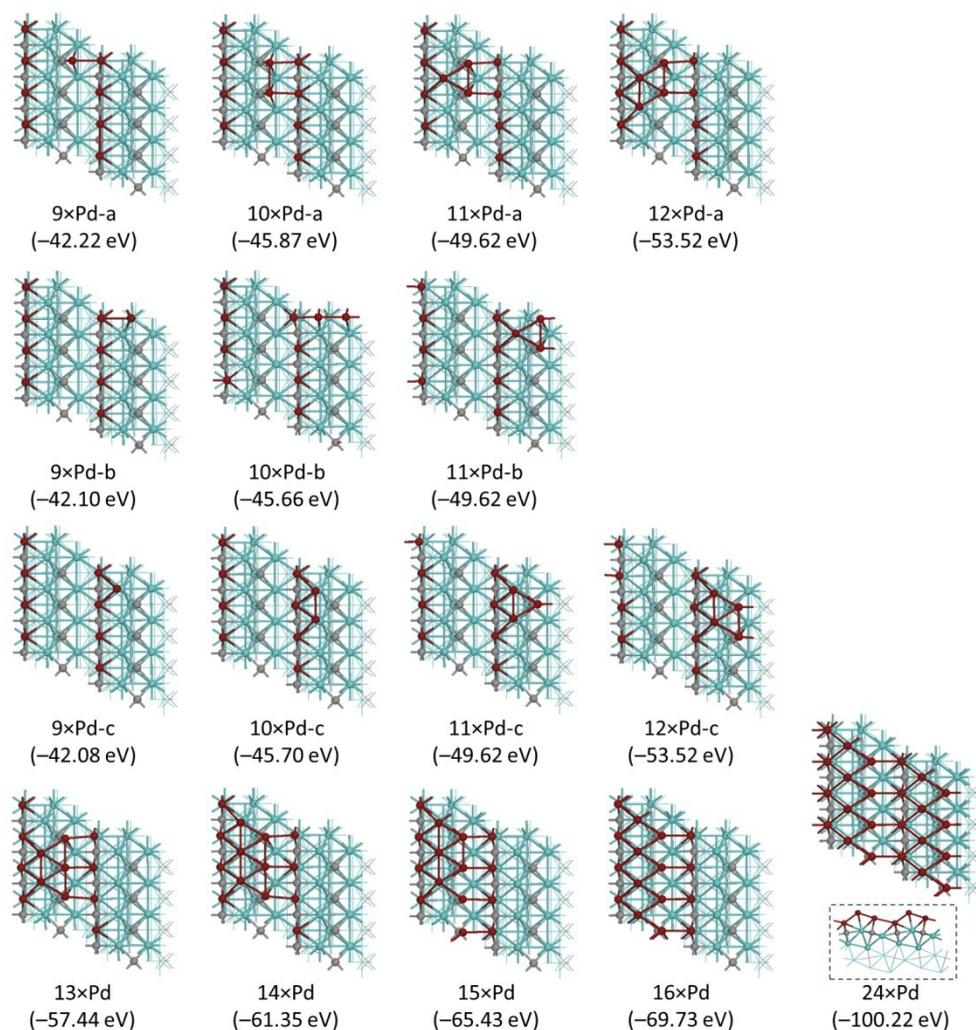 9×Pd-a
(–42.22 eV)
10×Pd-a
(–45.87 eV)
11×Pd-a
(–49.62 eV)
12×Pd-a
(–53.52 eV)
9×Pd-b
(–42.10 eV)
10×Pd-b
(–45.66 eV)
11×Pd-b
(–49.62 eV)
9×Pd-c
(–42.08 eV)
10×Pd-c
(–45.70 eV)
11×Pd-c
(–49.62 eV)
12×Pd-c
(–53.52 eV)
13×Pd
(–57.44 eV)
14×Pd
(–61.35 eV)
15×Pd
(–65.43 eV)
16×Pd
(–69.73 eV)
24×Pd
(–100.22 eV)